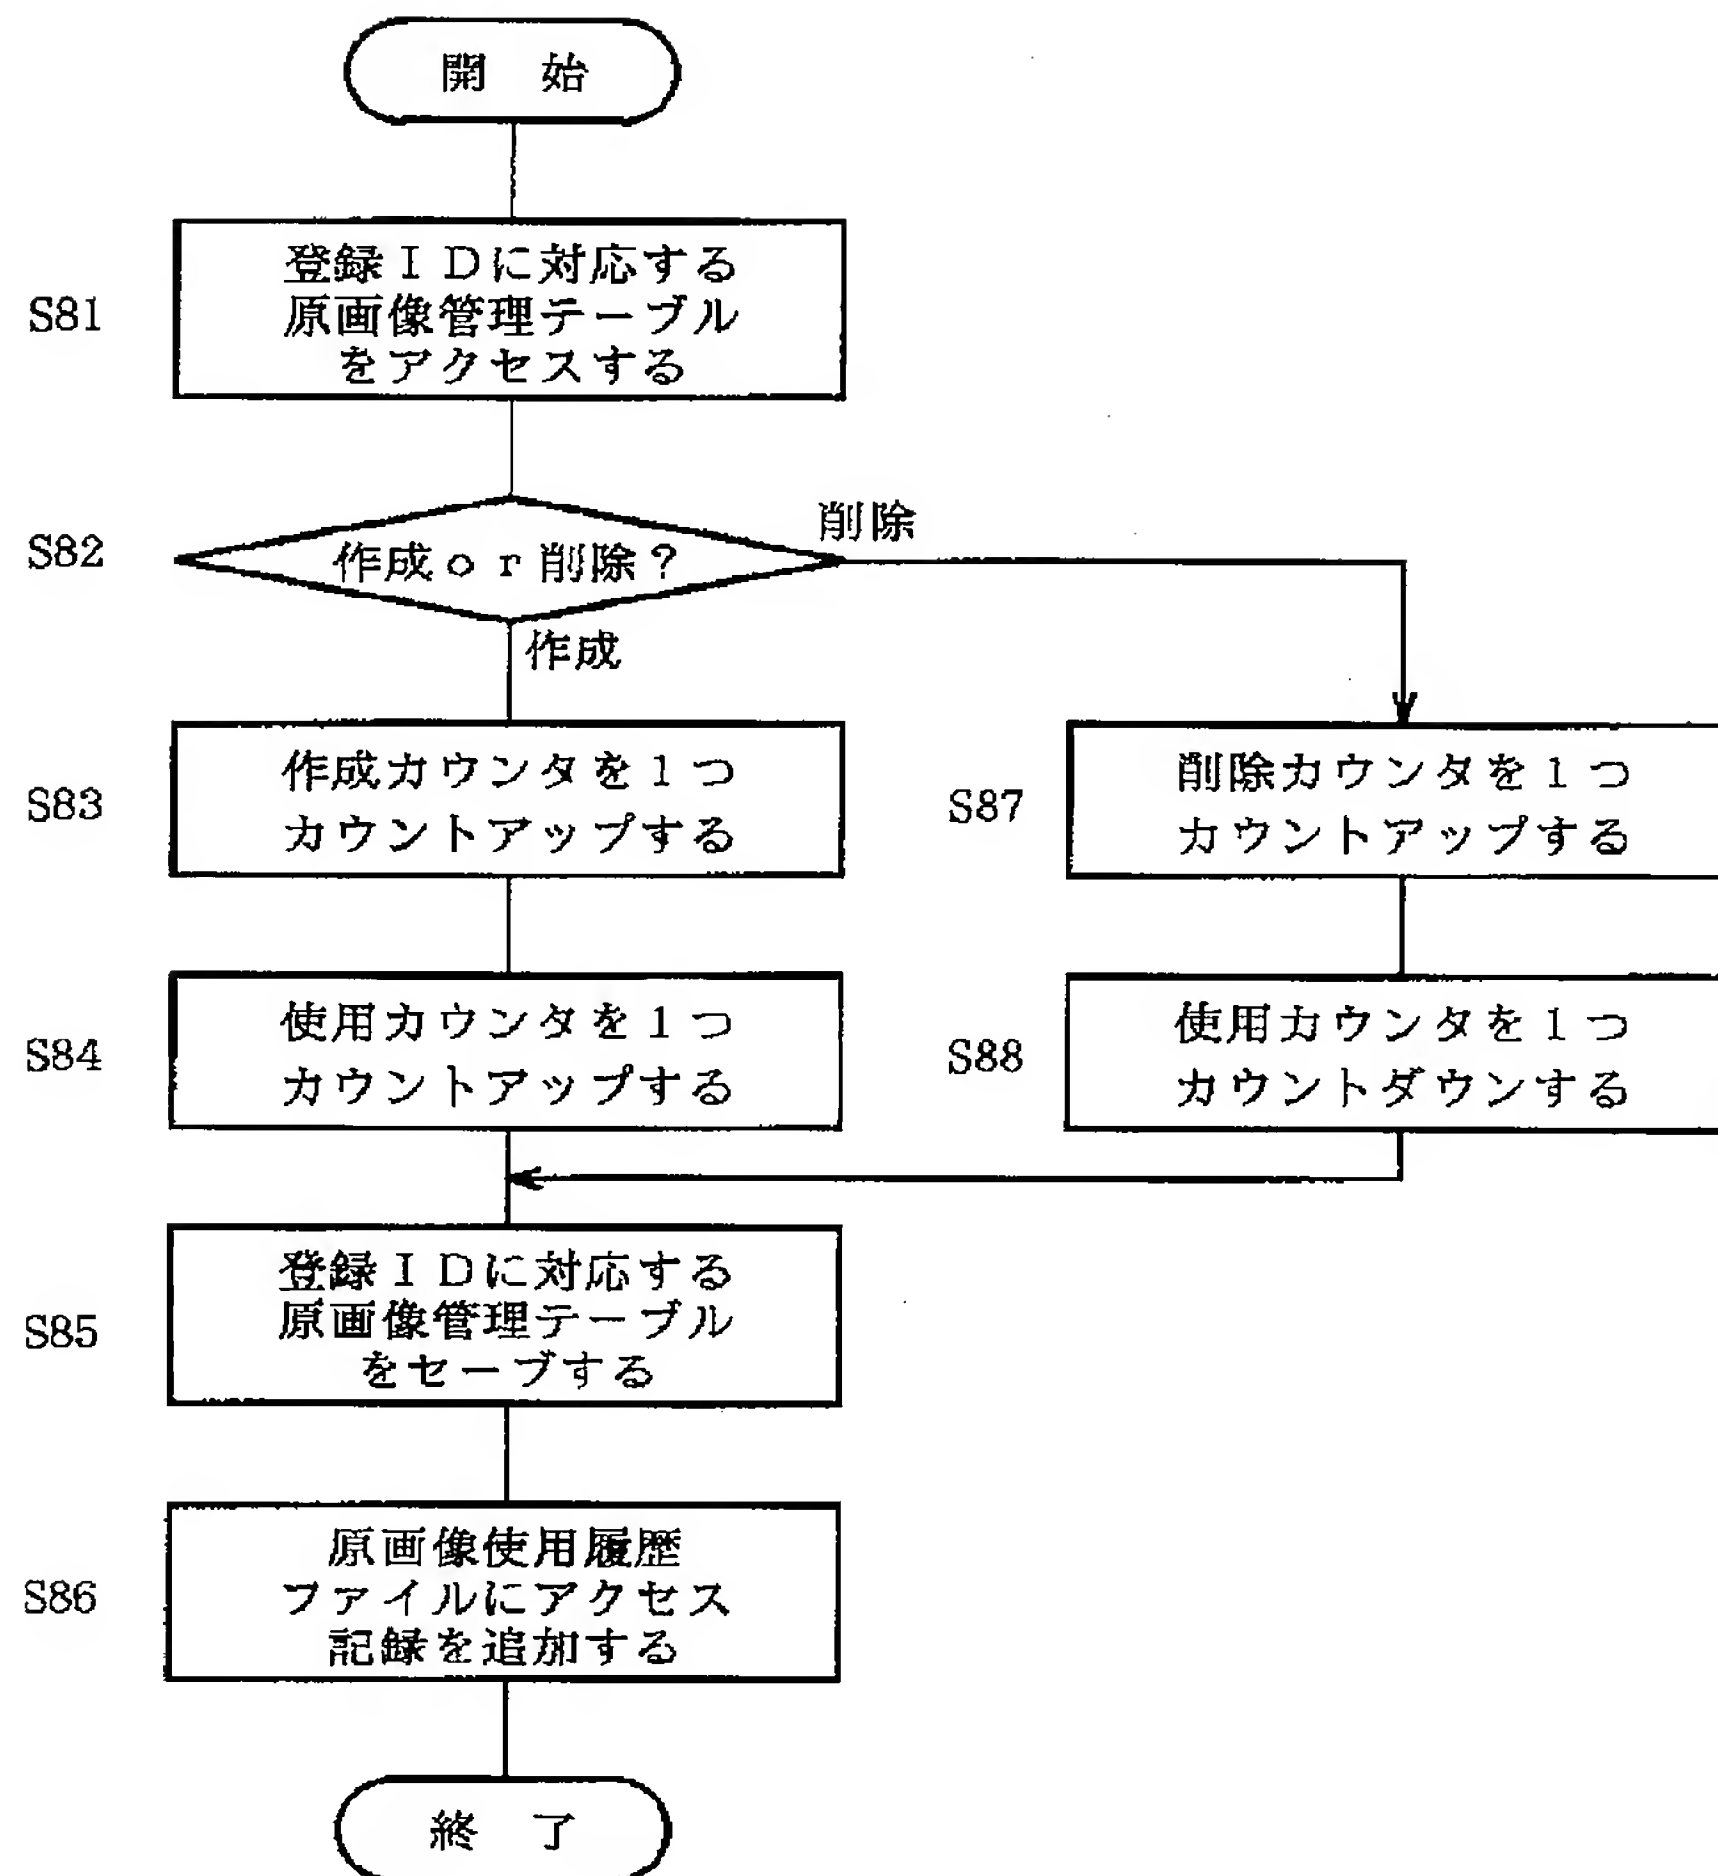 開 始
S81
登録IDに対応する
原画像管理テーブル
をアクセスする
S82
作成or削除?
削除
作成
S83
作成カウンタを1つ
カウントアップする
S87
削除カウンタを1つ
カウントアップする
S84
使用カウンタを1つ
カウントアップする
S88
使用カウンタを1つ
カウントダウンする
S85
登録IDに対応する
原画像管理テーブル
をセーブする
S86
原画像使用履歴
ファイルにアクセス
記録を追加する
終 了